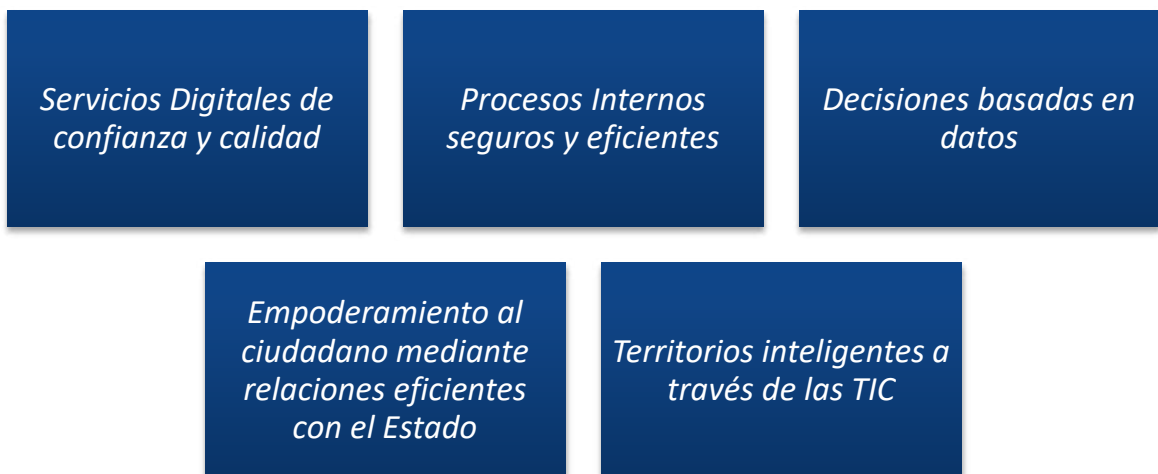 Servicios Digitales de
confianza y calidad
Procesos Internos
seguros y eficientes
Decisiones basadas en
datos
Empoderamiento al
ciudadano mediante
relaciones eficientes
con el Estado
Territorios inteligentes a
través de las TIC